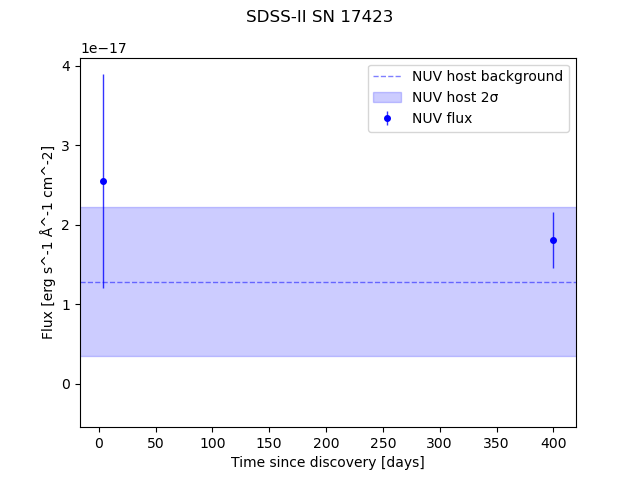 SDSS-II SN 17423
1e−17
NUV host background
NUV host 2σ
NUV flux
4
3
2
1
0
Flux [erg s^-1 Å^-1 cm^-2]
0 50 100 150 200 250 300 350 400
Time since discovery [days]